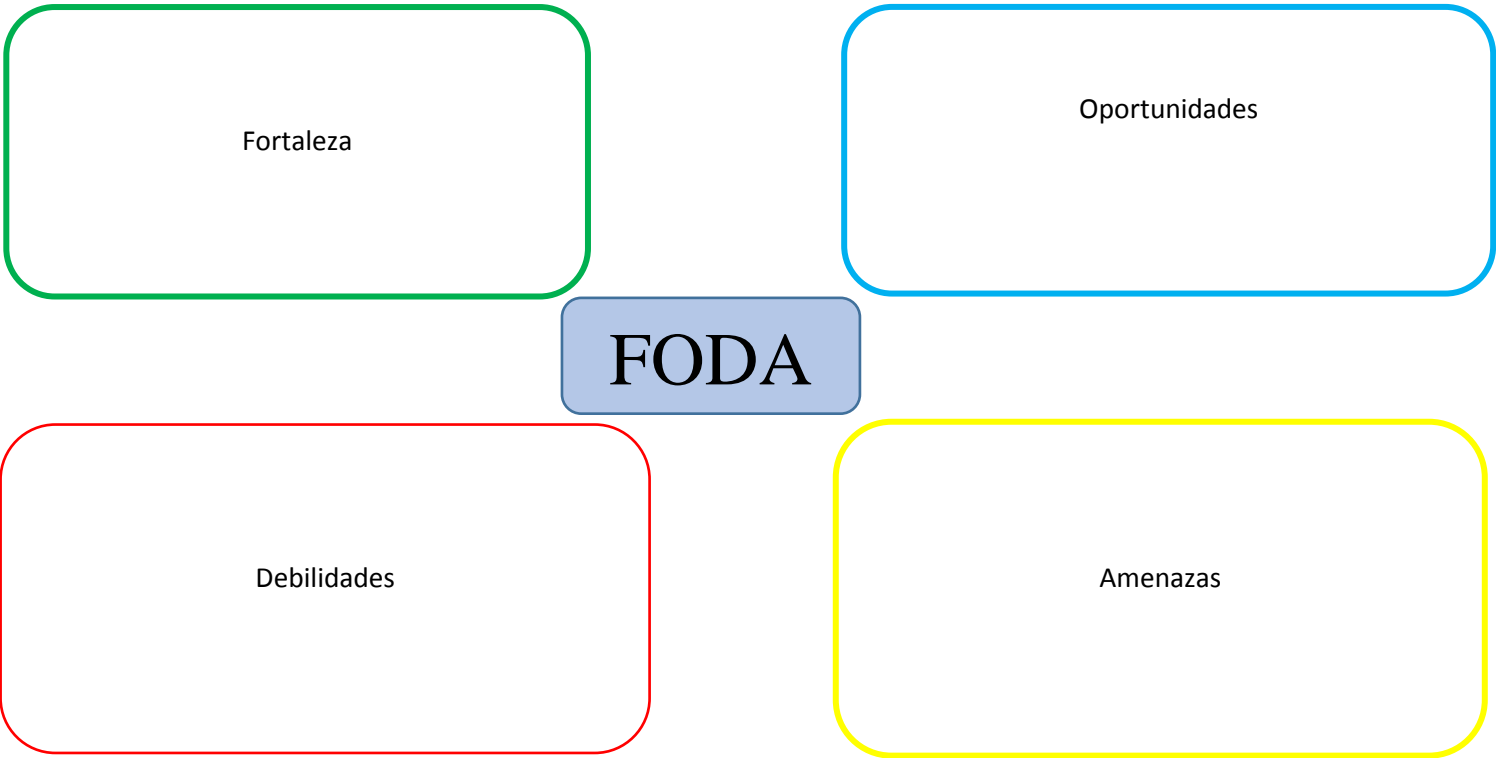 Fortaleza
Oportunidades
FODA
Debilidades
Amenazas